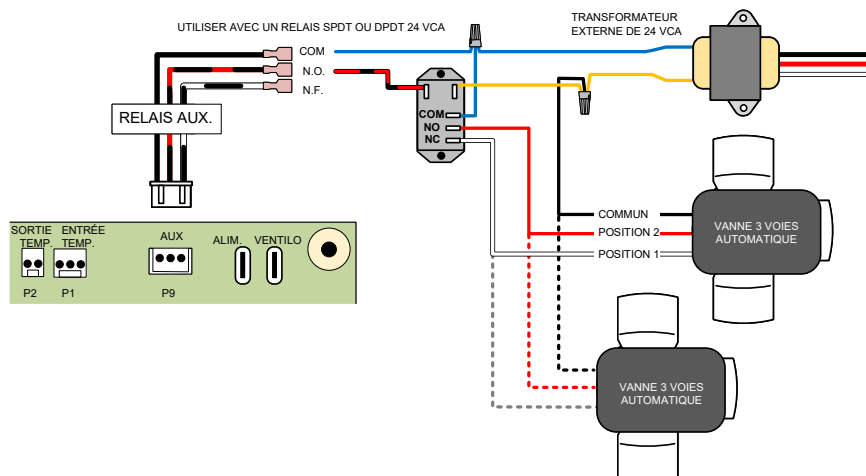 UTILISER AVEC UN RELAIS SPDT OU DPDT 24 VCA
TRANSFORMATEUR
EXTERNE DE 24 VCA
COM
N.O.
N.F.
RELAIS AUX.
COM
NO
NC
SORTIE
TEMP.
ENTRÉE
TEMP.
AUX
ALIM.
VENTILO
P2
P1
P9
COMMUN
POSITION 2
POSITION 1
VANNE 3 VOIES
AUTOMATIQUE
VANNE 3 VOIES
AUTOMATIQUE